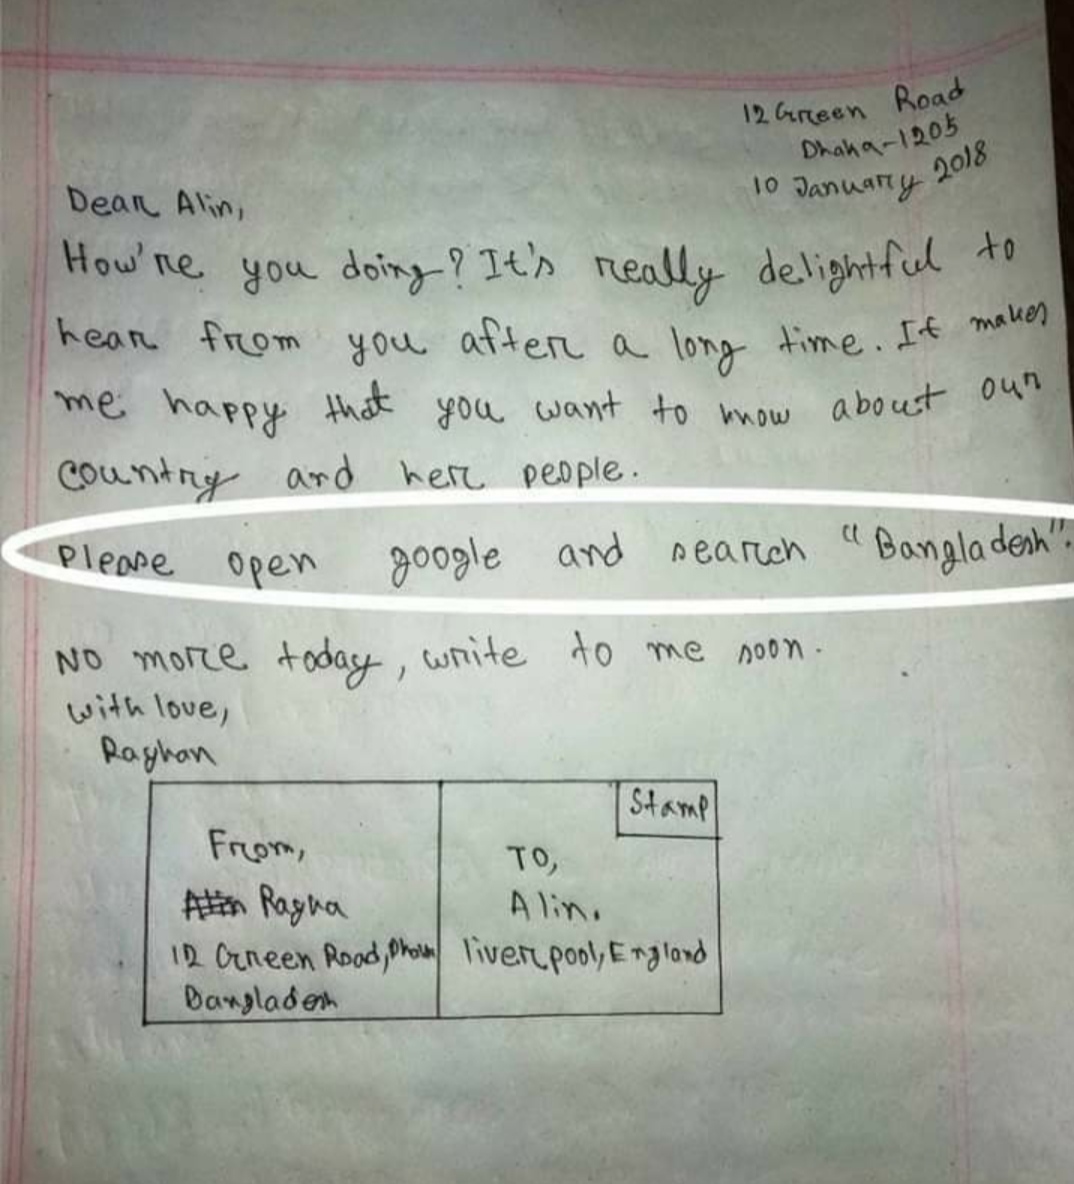 12 Green Road
Dhaka-1205
10 January 2018
Dear Alin,
How're you doing? It's really delightful to
hear from you after a long time. It makes
me happy that you want to know about our
country and her people.
Please open google and search "Bangladesh".
No more today, write to me soon.
with love,
Rayhan
Stamp
From,
Rayha
12 Green Road, Dhaka
Bangladesh
TO,
Alin.
liverpool, England